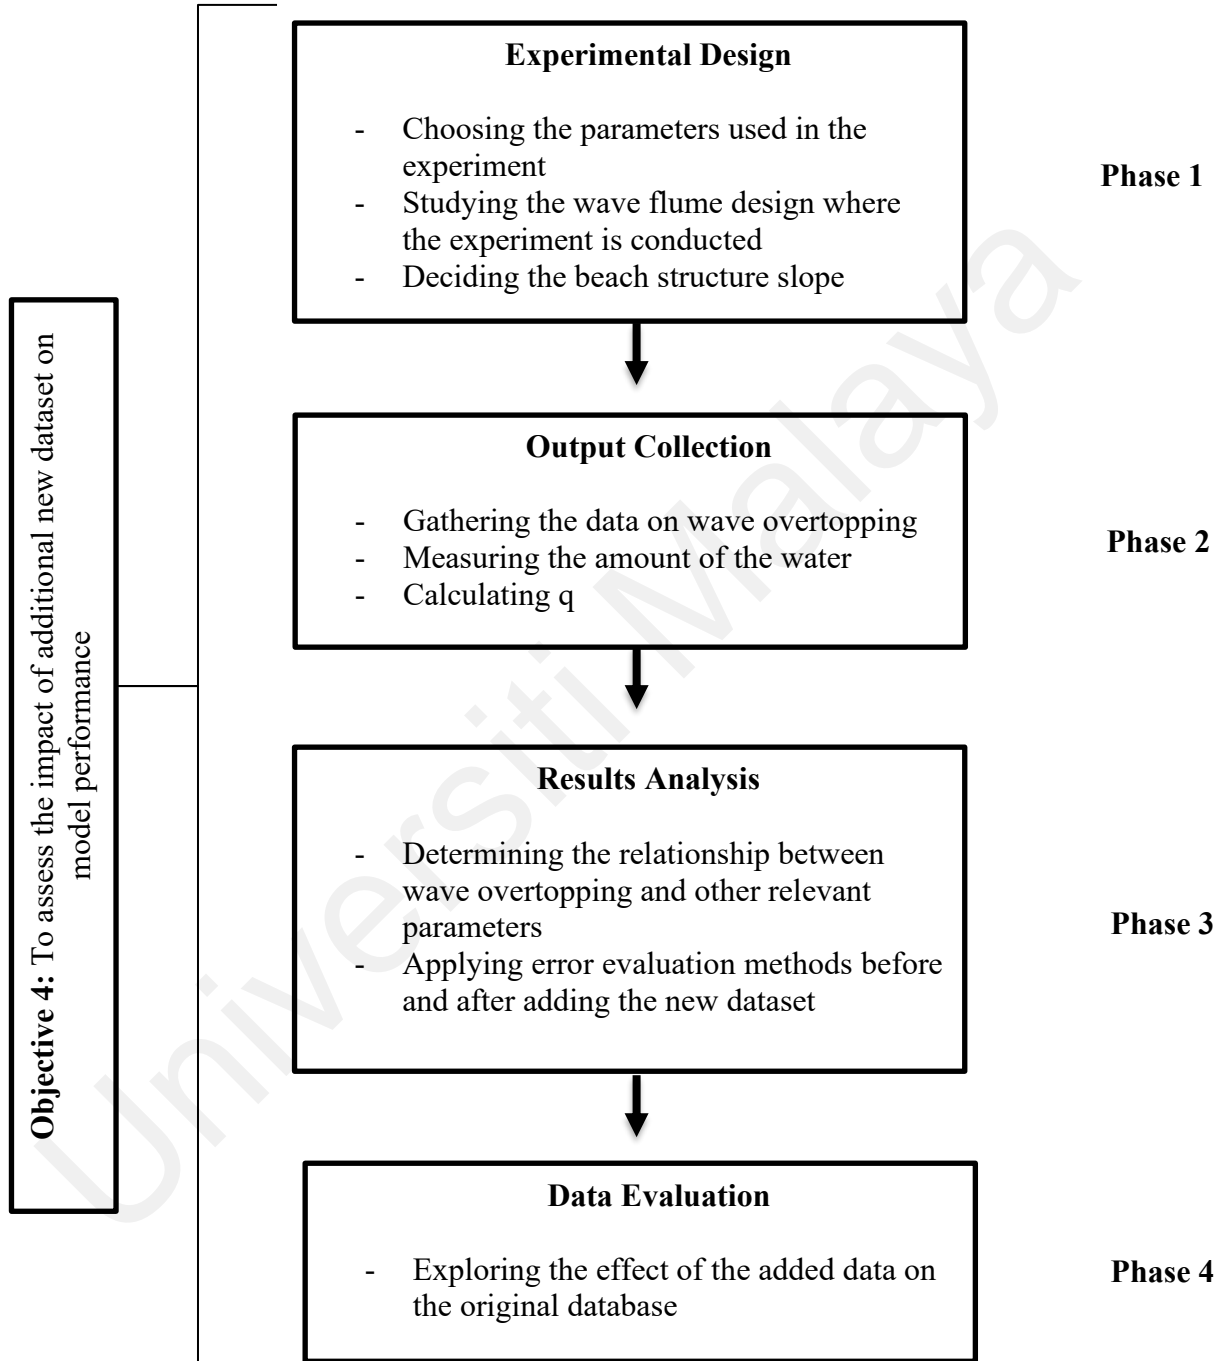 Experimental Design
- Choosing the parameters used in the
experiment
- Studying the wave flume design where
the experiment is conducted
- Deciding the beach structure slope
Phase 1
Objective 4: To assess the impact of additional new dataset on
model performance
Output Collection
- Gathering the data on wave overtopping
- Measuring the amount of the water
- Calculating q
Phase 2
Results Analysis
- Determining the relationship between
wave overtopping and other relevant
parameters
- Applying error evaluation methods before
and after adding the new dataset
Phase 3
Data Evaluation
- Exploring the effect of the added data on
the original database
Phase 4
Universiti Malaya